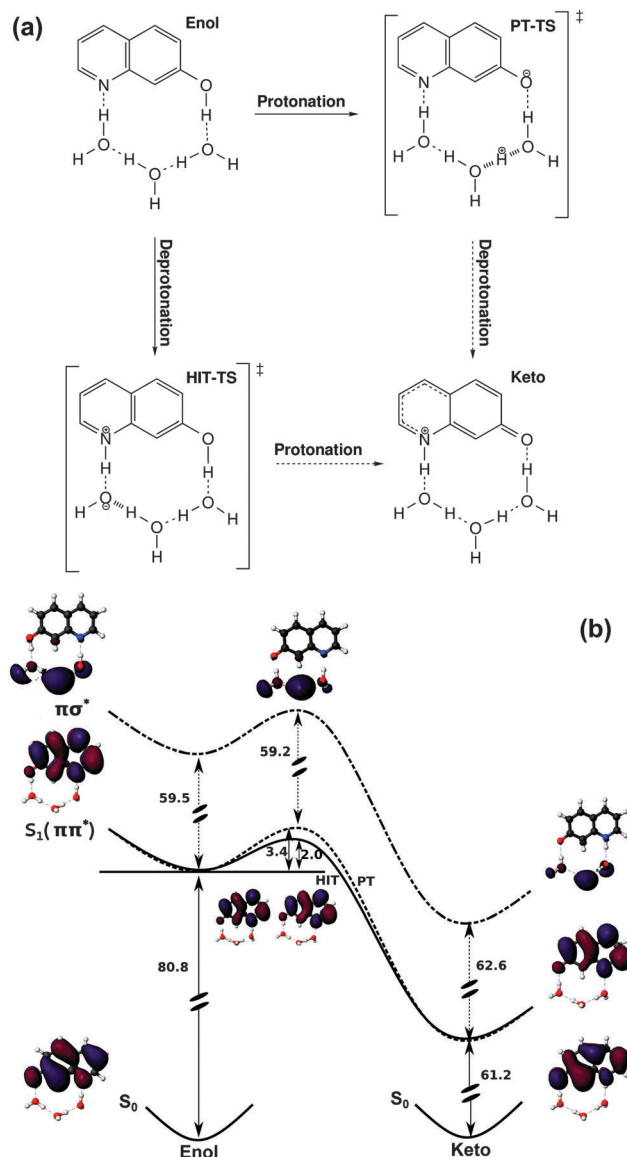 (a)
Enol
PT-TS
‡
N
O
⊖
H
H
H
Protonation
H
H
O
O
H
H
O
H
H
N
O
H
H
H
O
H
H
H
⊕
O
H
O
H
Deprotonation
Deprotonation
HIT-TS
‡
Keto
N
⊕
O
H
H
Protonation
H
O
⊖
H
O
H
O
H
H
N
⊕
O
H
H
H
O
H
O
H
O
H
H
(b)
πσ*
59.2
59.5
S₁(ππ*)
3.4
2.0
HIT
PT
80.8
62.6
61.2
S₀
S₀
Enol
Keto